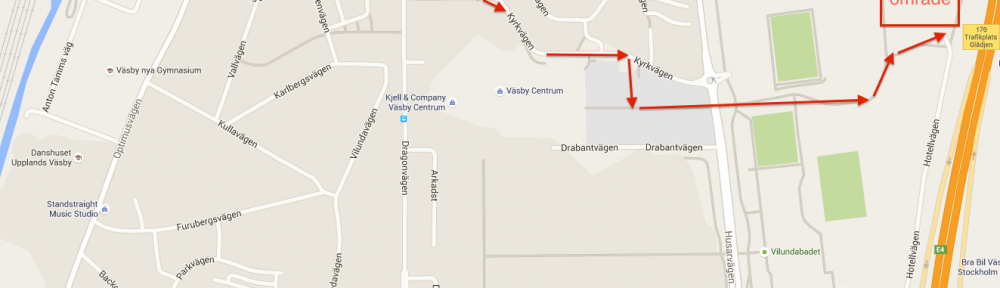 område
176
Trafikplats
Glädjen
Kyrkvägen
Kyrkvägen
Anton Tamms väg
Väsby nya Gymnasium
Vallvägen
Karlbergsvägen
Optimusvägen
Kullavägen
Vilundavägen
Kjell & Company
Väsby Centrum
Väsby Centrum
Danshuset
Upplands Väsby
Dragonvägen
Arkadst
Drabantvägen
Drabantvägen
Hotellvägen
Standstraight
Music Studio
Furubergsvägen
Parkvägen
Husarvägen
Vilundabadet
E4
Hotellvägen
Bra Bil Väs
Stockholm